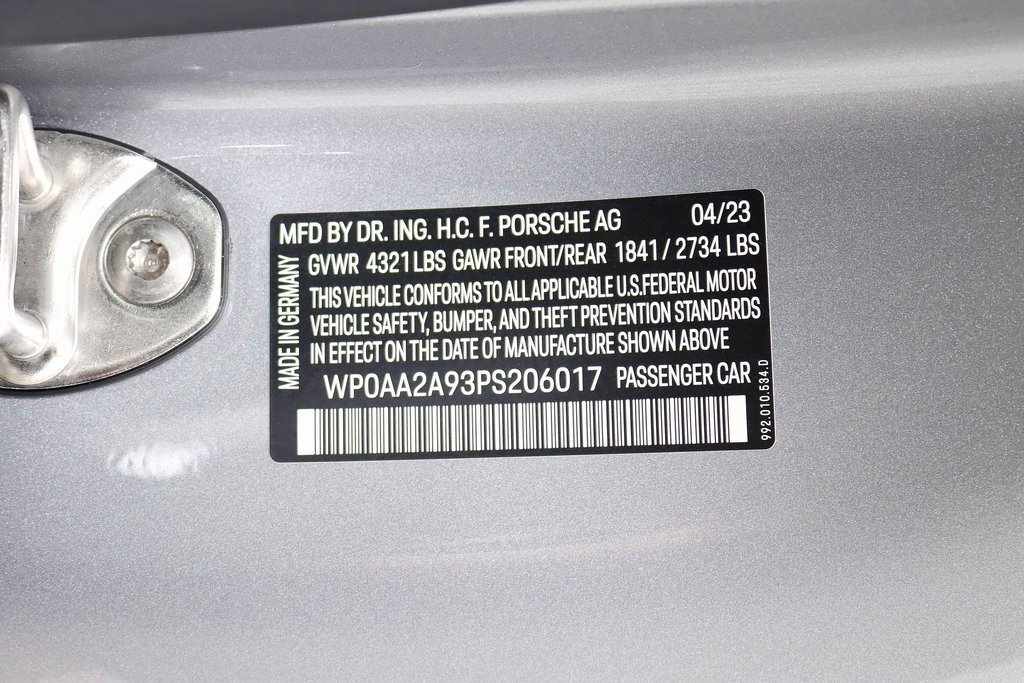 MFD BY DR. ING. H.C. F. PORSCHE AG 04/23
GVWR 4321 LBS GAWR FRONT/REAR 1841 / 2734 LBS
THIS VEHICLE CONFORMS TO ALL APPLICABLE U.S.FEDERAL MOTOR
VEHICLE SAFETY, BUMPER, AND THEFT PREVENTION STANDARDS
IN EFFECT ON THE DATE OF MANUFACTURE SHOWN ABOVE
WP0AA2A93PS206017 PASSENGER CAR
MADE IN GERMANY
992.010.534.D